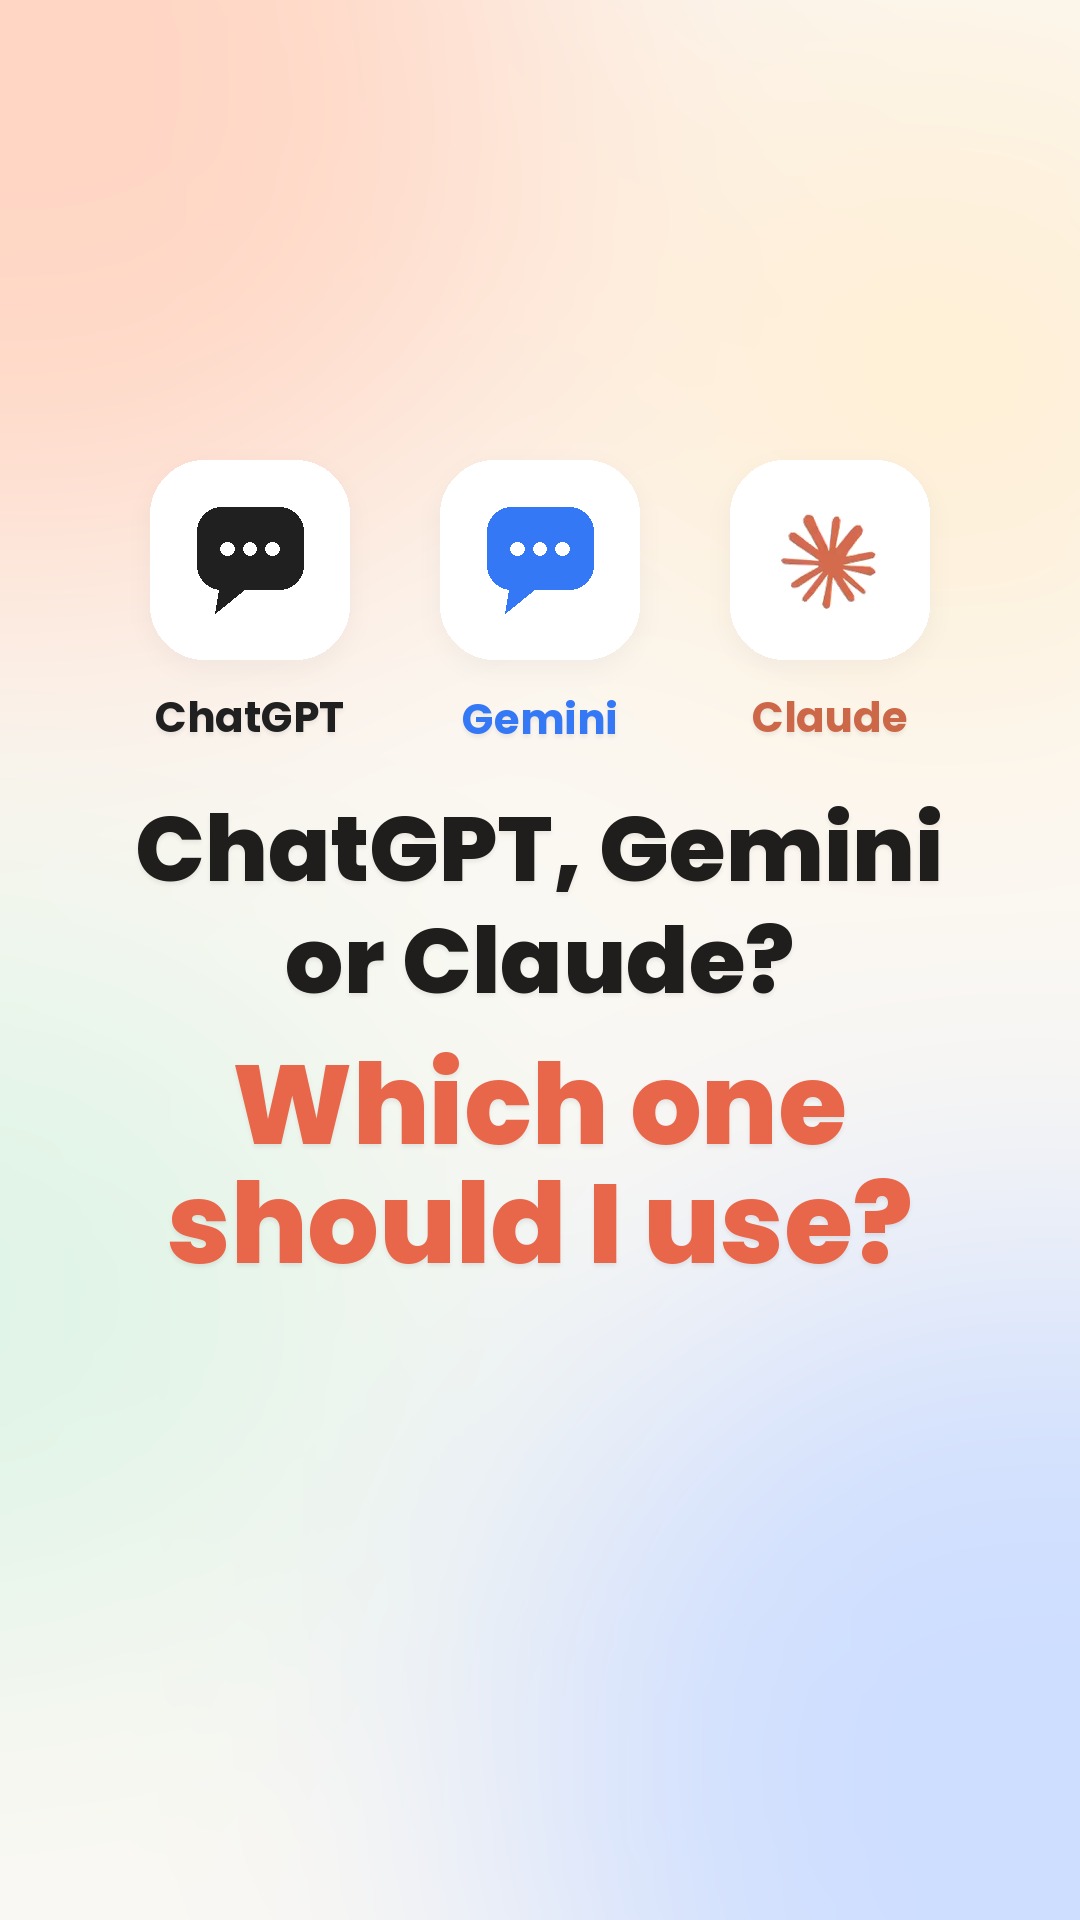 ChatGPT
Gemini
Claude
ChatGPT, Gemini
or Claude?
Which one
should I use?